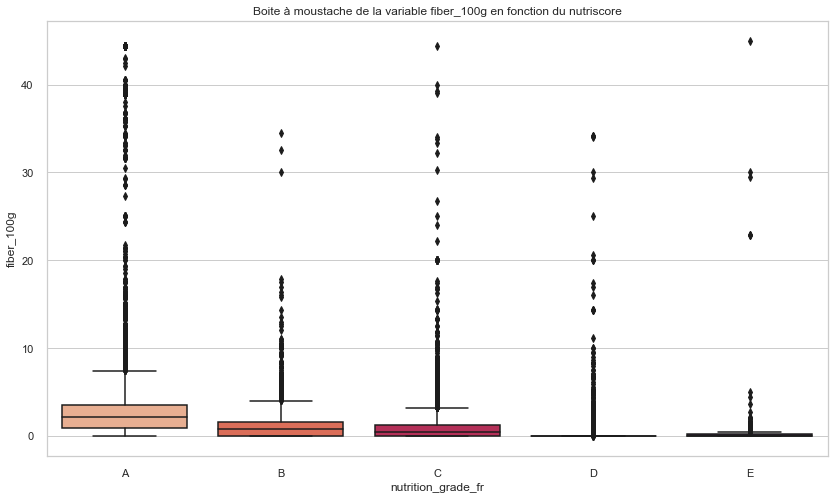 Boite à moustache de la variable fiber_100g en fonction du nutriscore
fiber_100g
40
30
20
10
0
A B C D E
nutrition_grade_fr